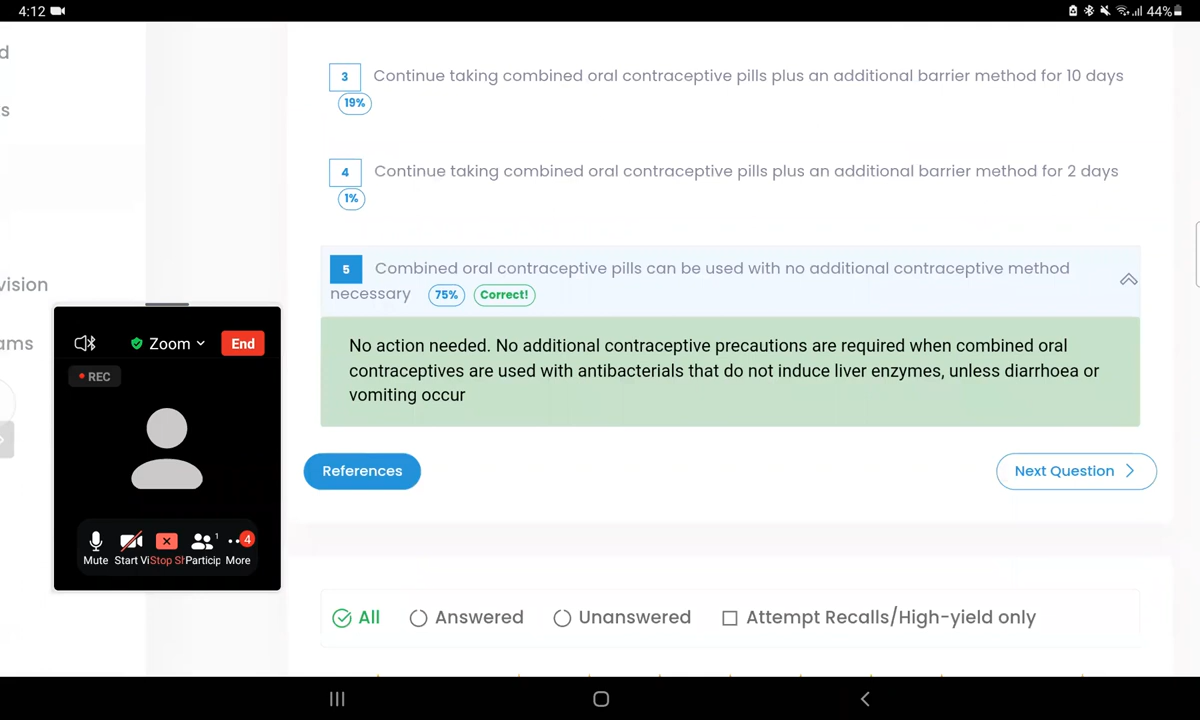 4:12
44%
d
s
vision
ams
3 Continue taking combined oral contraceptive pills plus an additional barrier method for 10 days
19%
4 Continue taking combined oral contraceptive pills plus an additional barrier method for 2 days
1%
5 Combined oral contraceptive pills can be used with no additional contraceptive method
necessary 75% Correct!
No action needed. No additional contraceptive precautions are required when combined oral
contraceptives are used with antibacterials that do not induce liver enzymes, unless diarrhoea or
vomiting occur
References
Next Question
Zoom
End
REC
1
4
Mute Start Vi Stop Sh Particip More
All Answered Unanswered Attempt Recalls/High-yield only